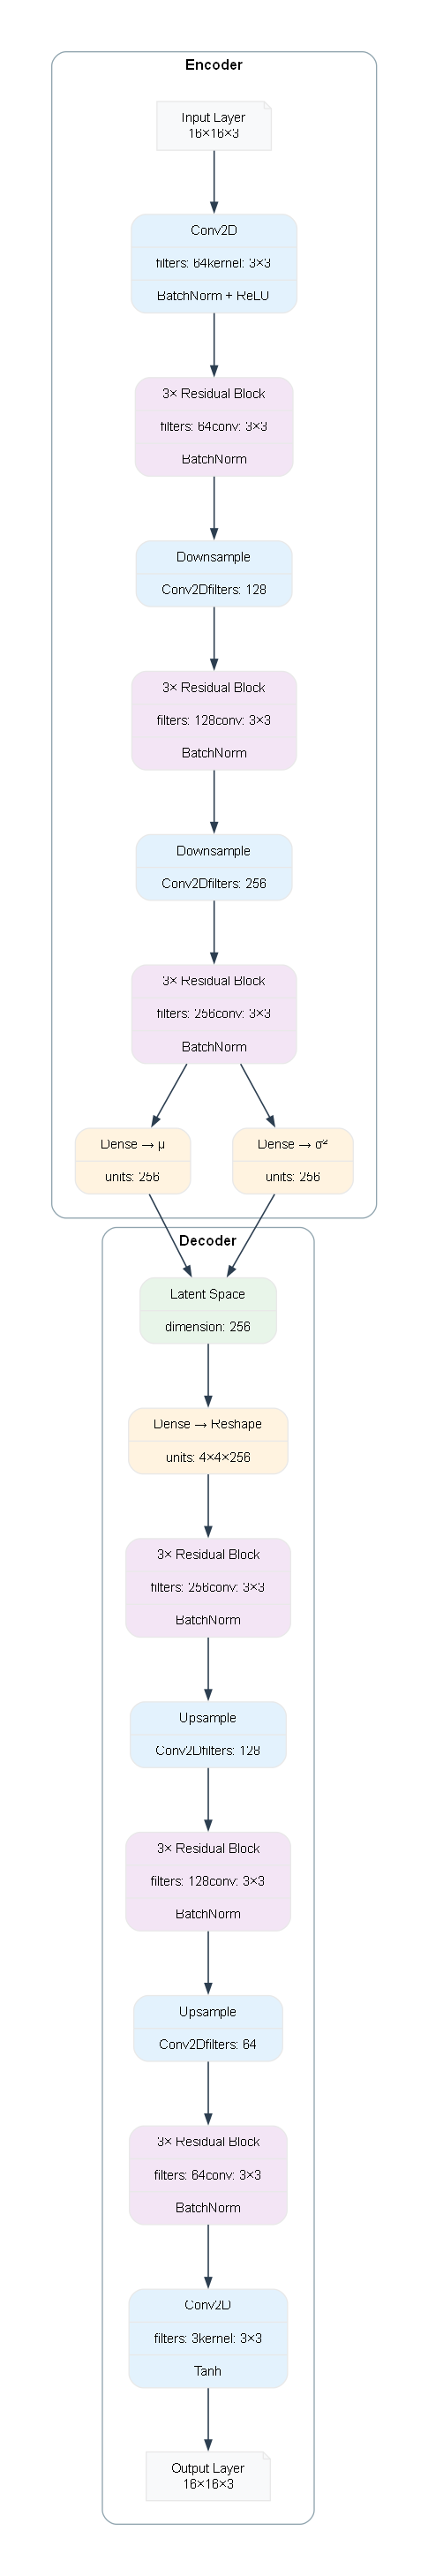 Encoder
Input Layer
16×16×3
Conv2D
filters: 64kernel: 3×3
BatchNorm + ReLU
3× Residual Block
filters: 64conv: 3×3
BatchNorm
Downsample
Conv2Dfilters: 128
3× Residual Block
filters: 128conv: 3×3
BatchNorm
Downsample
Conv2Dfilters: 256
3× Residual Block
filters: 256conv: 3×3
BatchNorm
Dense → μ
units: 256
Dense → σ²
units: 256
Decoder
Latent Space
dimension: 256
Dense → Reshape
units: 4×4×256
3× Residual Block
filters: 256conv: 3×3
BatchNorm
Upsample
Conv2Dfilters: 128
3× Residual Block
filters: 128conv: 3×3
BatchNorm
Upsample
Conv2Dfilters: 64
3× Residual Block
filters: 64conv: 3×3
BatchNorm
Conv2D
filters: 3kernel: 3×3
Tanh
Output Layer
16×16×3